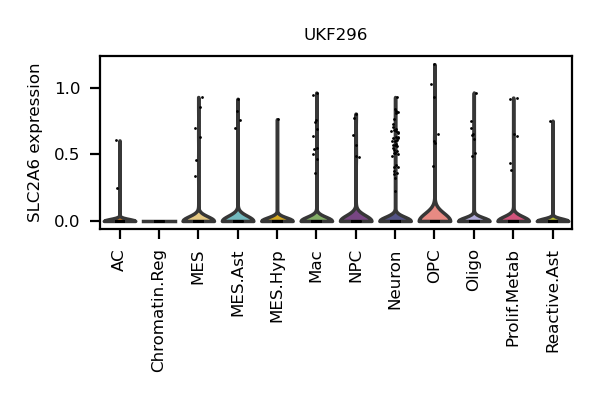 UKF296
SLC2A6 expression
1.0
0.5
0.0
AC
Chromatin.Reg
MES
MES.Ast
MES.Hyp
Mac
NPC
Neuron
OPC
Oligo
Prolif.Metab
Reactive.Ast